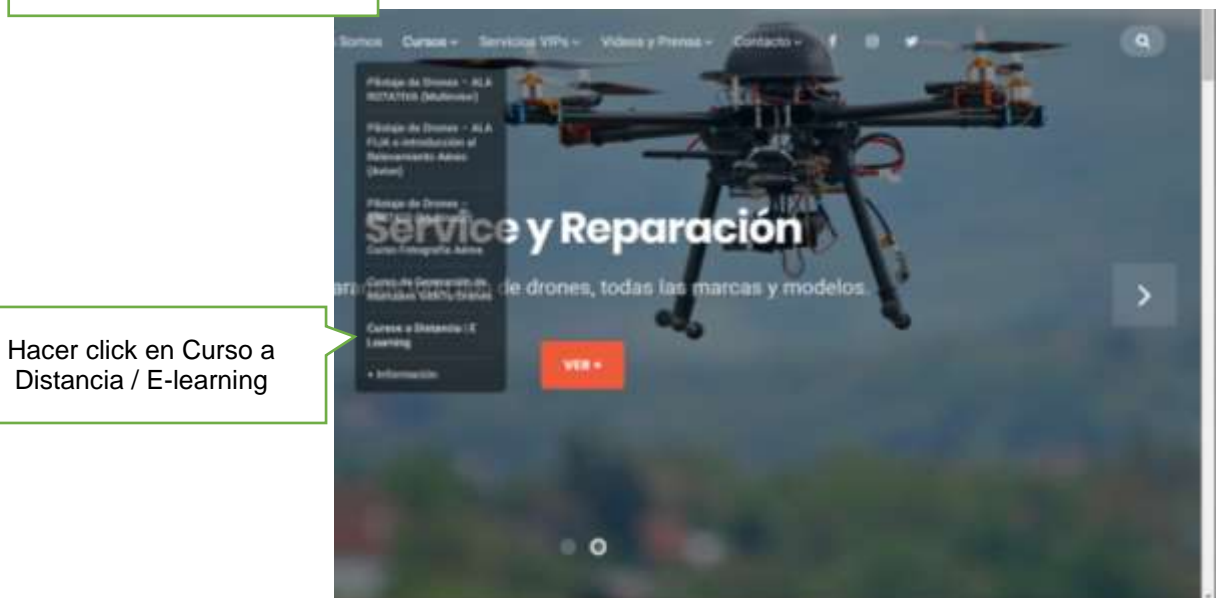 Somos Cursos Servicios VIPs Videos y Prensa Contacto
Pilotaje de Drones – ALA
ROTATIVA (Multirrotor)
Pilotaje de Drones – ALA
FIJA e introducción al
Relevamiento Aéreo
(Avion)
Pilotaje de Drones –
Service y Reparación
Curso Fotografía Aérea
de drones, todas las marcas y modelos.
Cursos a Distancia | E
Learning
+ Información
VER +
Hacer click en Curso a
Distancia / E-learning